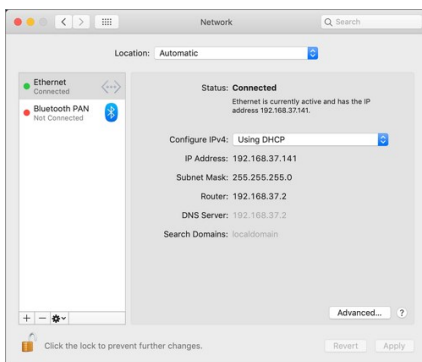 Network
Search
Location: Automatic
Ethernet
Connected
Bluetooth PAN
Not Connected
Status: Connected
Ethernet is currently active and has the IP
address 192.168.37.141.
Configure IPv4: Using DHCP
IP Address: 192.168.37.141
Subnet Mask: 255.255.255.0
Router: 192.168.37.2
DNS Server: 192.168.37.2
Search Domains: localdomain
Advanced... ?
Click the lock to prevent further changes.
Revert Apply